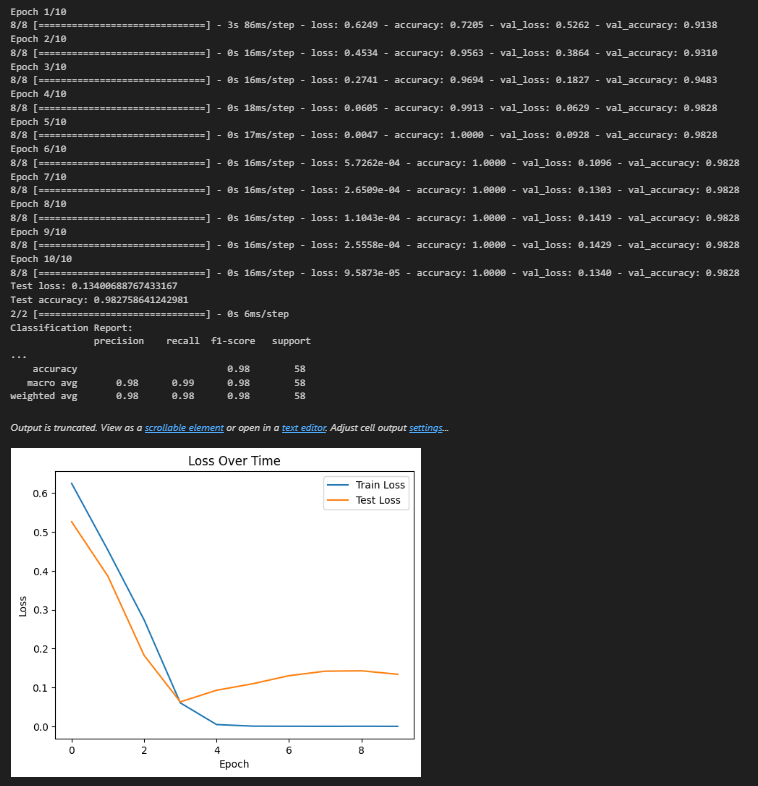 Epoch 1/10
8/8 [==============================] - 3s 86ms/step - loss: 0.6249 - accuracy: 0.7205 - val_loss: 0.5262 - val_accuracy: 0.9138
Epoch 2/10
8/8 [==============================] - 0s 16ms/step - loss: 0.4534 - accuracy: 0.9563 - val_loss: 0.3864 - val_accuracy: 0.9310
Epoch 3/10
8/8 [==============================] - 0s 16ms/step - loss: 0.2741 - accuracy: 0.9694 - val_loss: 0.1827 - val_accuracy: 0.9483
Epoch 4/10
8/8 [==============================] - 0s 18ms/step - loss: 0.0605 - accuracy: 0.9913 - val_loss: 0.0629 - val_accuracy: 0.9828
Epoch 5/10
8/8 [==============================] - 0s 17ms/step - loss: 0.0047 - accuracy: 1.0000 - val_loss: 0.0928 - val_accuracy: 0.9828
Epoch 6/10
8/8 [==============================] - 0s 16ms/step - loss: 5.7262e-04 - accuracy: 1.0000 - val_loss: 0.1096 - val_accuracy: 0.9828
Epoch 7/10
8/8 [==============================] - 0s 16ms/step - loss: 2.6509e-04 - accuracy: 1.0000 - val_loss: 0.1303 - val_accuracy: 0.9828
Epoch 8/10
8/8 [==============================] - 0s 16ms/step - loss: 1.1043e-04 - accuracy: 1.0000 - val_loss: 0.1419 - val_accuracy: 0.9828
Epoch 9/10
8/8 [==============================] - 0s 16ms/step - loss: 2.5558e-04 - accuracy: 1.0000 - val_loss: 0.1429 - val_accuracy: 0.9828
Epoch 10/10
8/8 [==============================] - 0s 16ms/step - loss: 9.5873e-05 - accuracy: 1.0000 - val_loss: 0.1340 - val_accuracy: 0.9828
Test loss: 0.13400688767433167
Test accuracy: 0.982758641242981
2/2 [==============================] - 0s 6ms/step
Classification Report:
precision recall f1-score support
...
accuracy 0.98 58
macro avg 0.98 0.99 0.98 58
weighted avg 0.98 0.98 0.98 58
Output is truncated. View as a scrollable element or open in a text editor. Adjust cell output settings...
Loss Over Time
Train Loss
Test Loss
0.6
0.5
0.4
0.3
0.2
0.1
0.0
Loss
0 2 4 6 8
Epoch